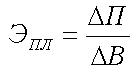 Э_ПЛ = ΔП / ΔВ